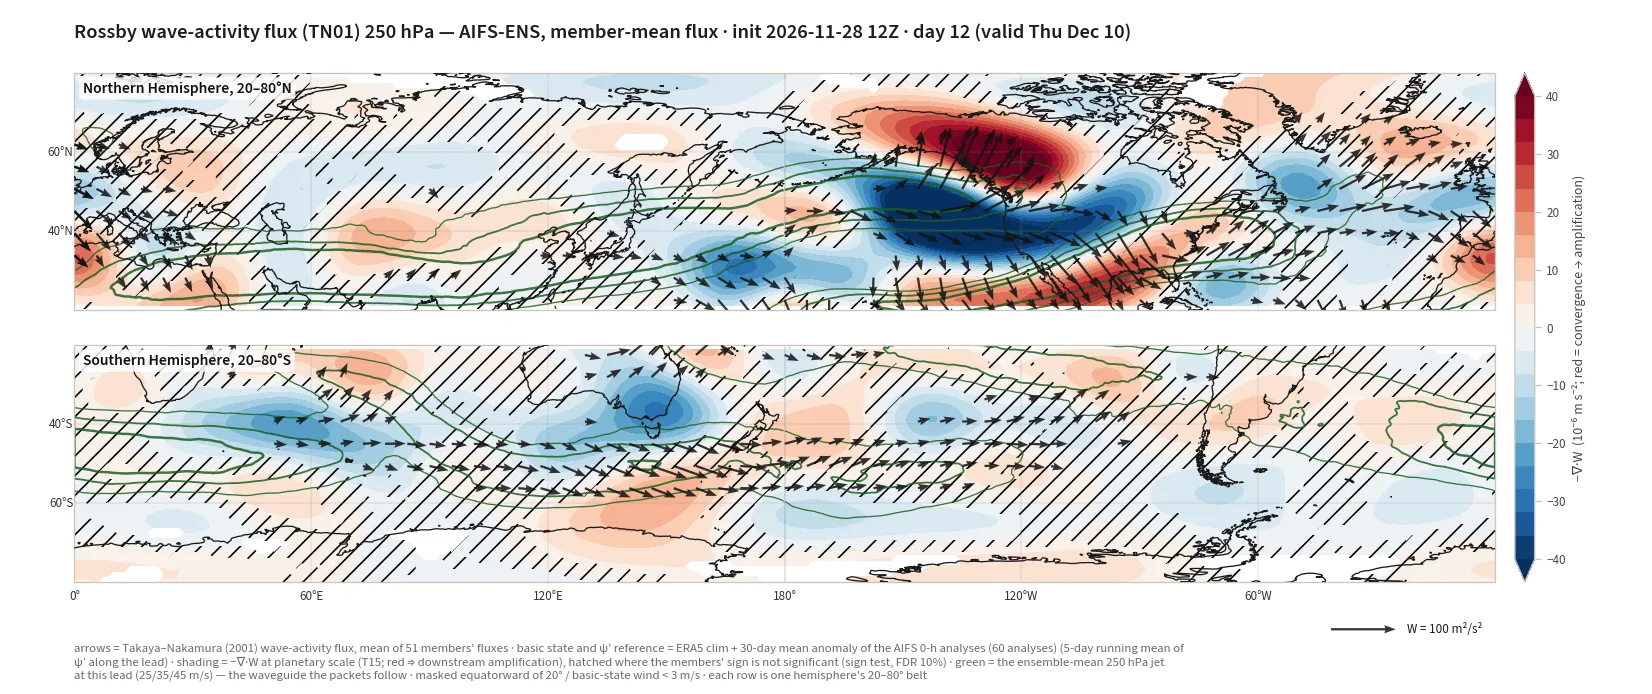 Rossby wave-activity flux (TN01) 250 hPa — AIFS-ENS, member-mean flux · init 2026-11-28 12Z · day 12 (valid Thu Dec 10)
Northern Hemisphere, 20–80°N
60°N
40°N
Southern Hemisphere, 20–80°S
40°S
60°S
0°
60°E
120°E
180°
120°W
60°W
40
30
20
10
0
−10
−20
−30
−40
−∇·W (10⁻⁶ m s⁻²; red = convergence → amplification)
W = 100 m²/s²
arrows = Takaya–Nakamura (2001) wave-activity flux, mean of 51 members' fluxes · basic state and ψ' reference = ERA5 clim + 30-day mean anomaly of the AIFS 0-h analyses (60 analyses) (5-day running mean of
ψ' along the lead) · shading = −∇·W at planetary scale (T15; red ⇒ downstream amplification), hatched where the members' sign is not significant (sign test, FDR 10%) · green = the ensemble-mean 250 hPa jet
at this lead (25/35/45 m/s) — the waveguide the packets follow · masked equatorward of 20° / basic-state wind < 3 m/s · each row is one hemisphere's 20–80° belt